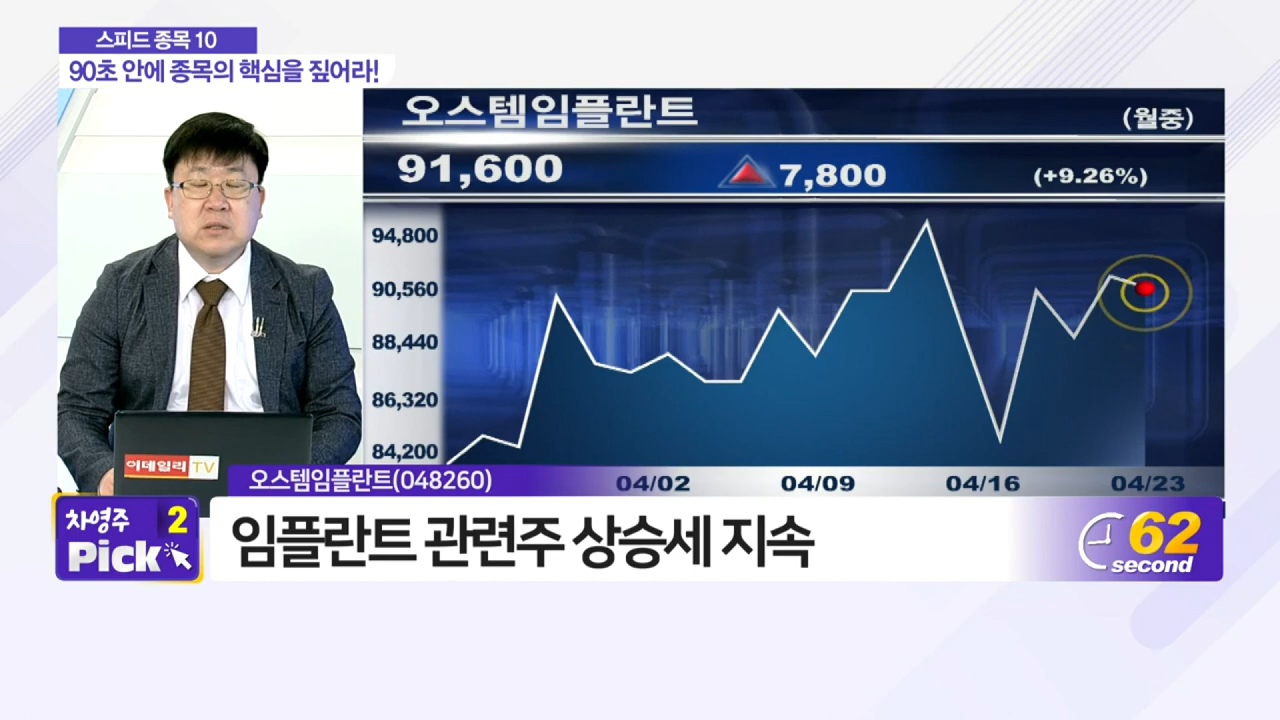 스피드 종목 10
90초 안에 종목의 핵심을 짚어라!
오스템임플란트
(월중)
91,600
7,800
(+9.26%)
94,800
90,560
88,440
86,320
84,200
04/02
04/09
04/16
04/23
이데일리 TV
오스템임플란트(048260)
차영주 2
Pick
임플란트 관련주 상승세 지속
62
second